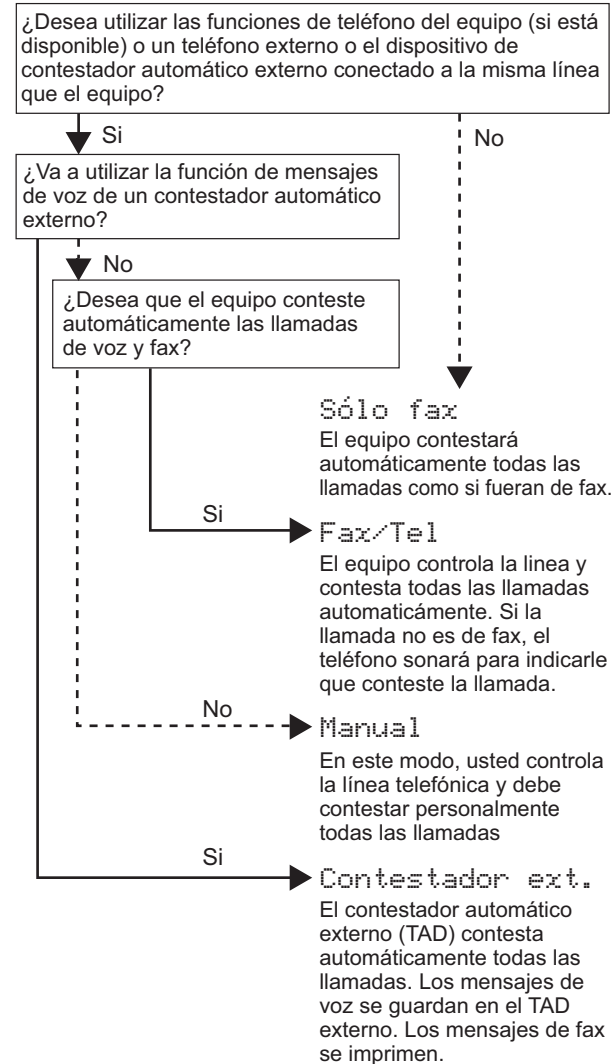 ¿Desea utilizar las funciones de teléfono del equipo (si está
disponible) o un teléfono externo o el dispositivo de
contestador automático externo conectado a la misma línea
que el equipo?
Si
No
¿Va a utilizar la función de mensajes
de voz de un contestador automático
externo?
No
¿Desea que el equipo conteste
automáticamente las llamadas
de voz y fax?
Sólo fax
El equipo contestará
automáticamente todas las
llamadas como si fueran de fax.
Si
Fax/Tel
El equipo controla la linea y
contesta todas las llamadas
automaticámente. Si la
llamada no es de fax, el
teléfono sonará para indicarle
que conteste la llamada.
No
Manual
En este modo, usted controla
la línea telefónica y debe
contestar personalmente
todas las llamadas
Si
Contestador ext.
El contestador automático
externo (TAD) contesta
automáticamente todas las
llamadas. Los mensajes de
voz se guardan en el TAD
externo. Los mensajes de fax
se imprimen.